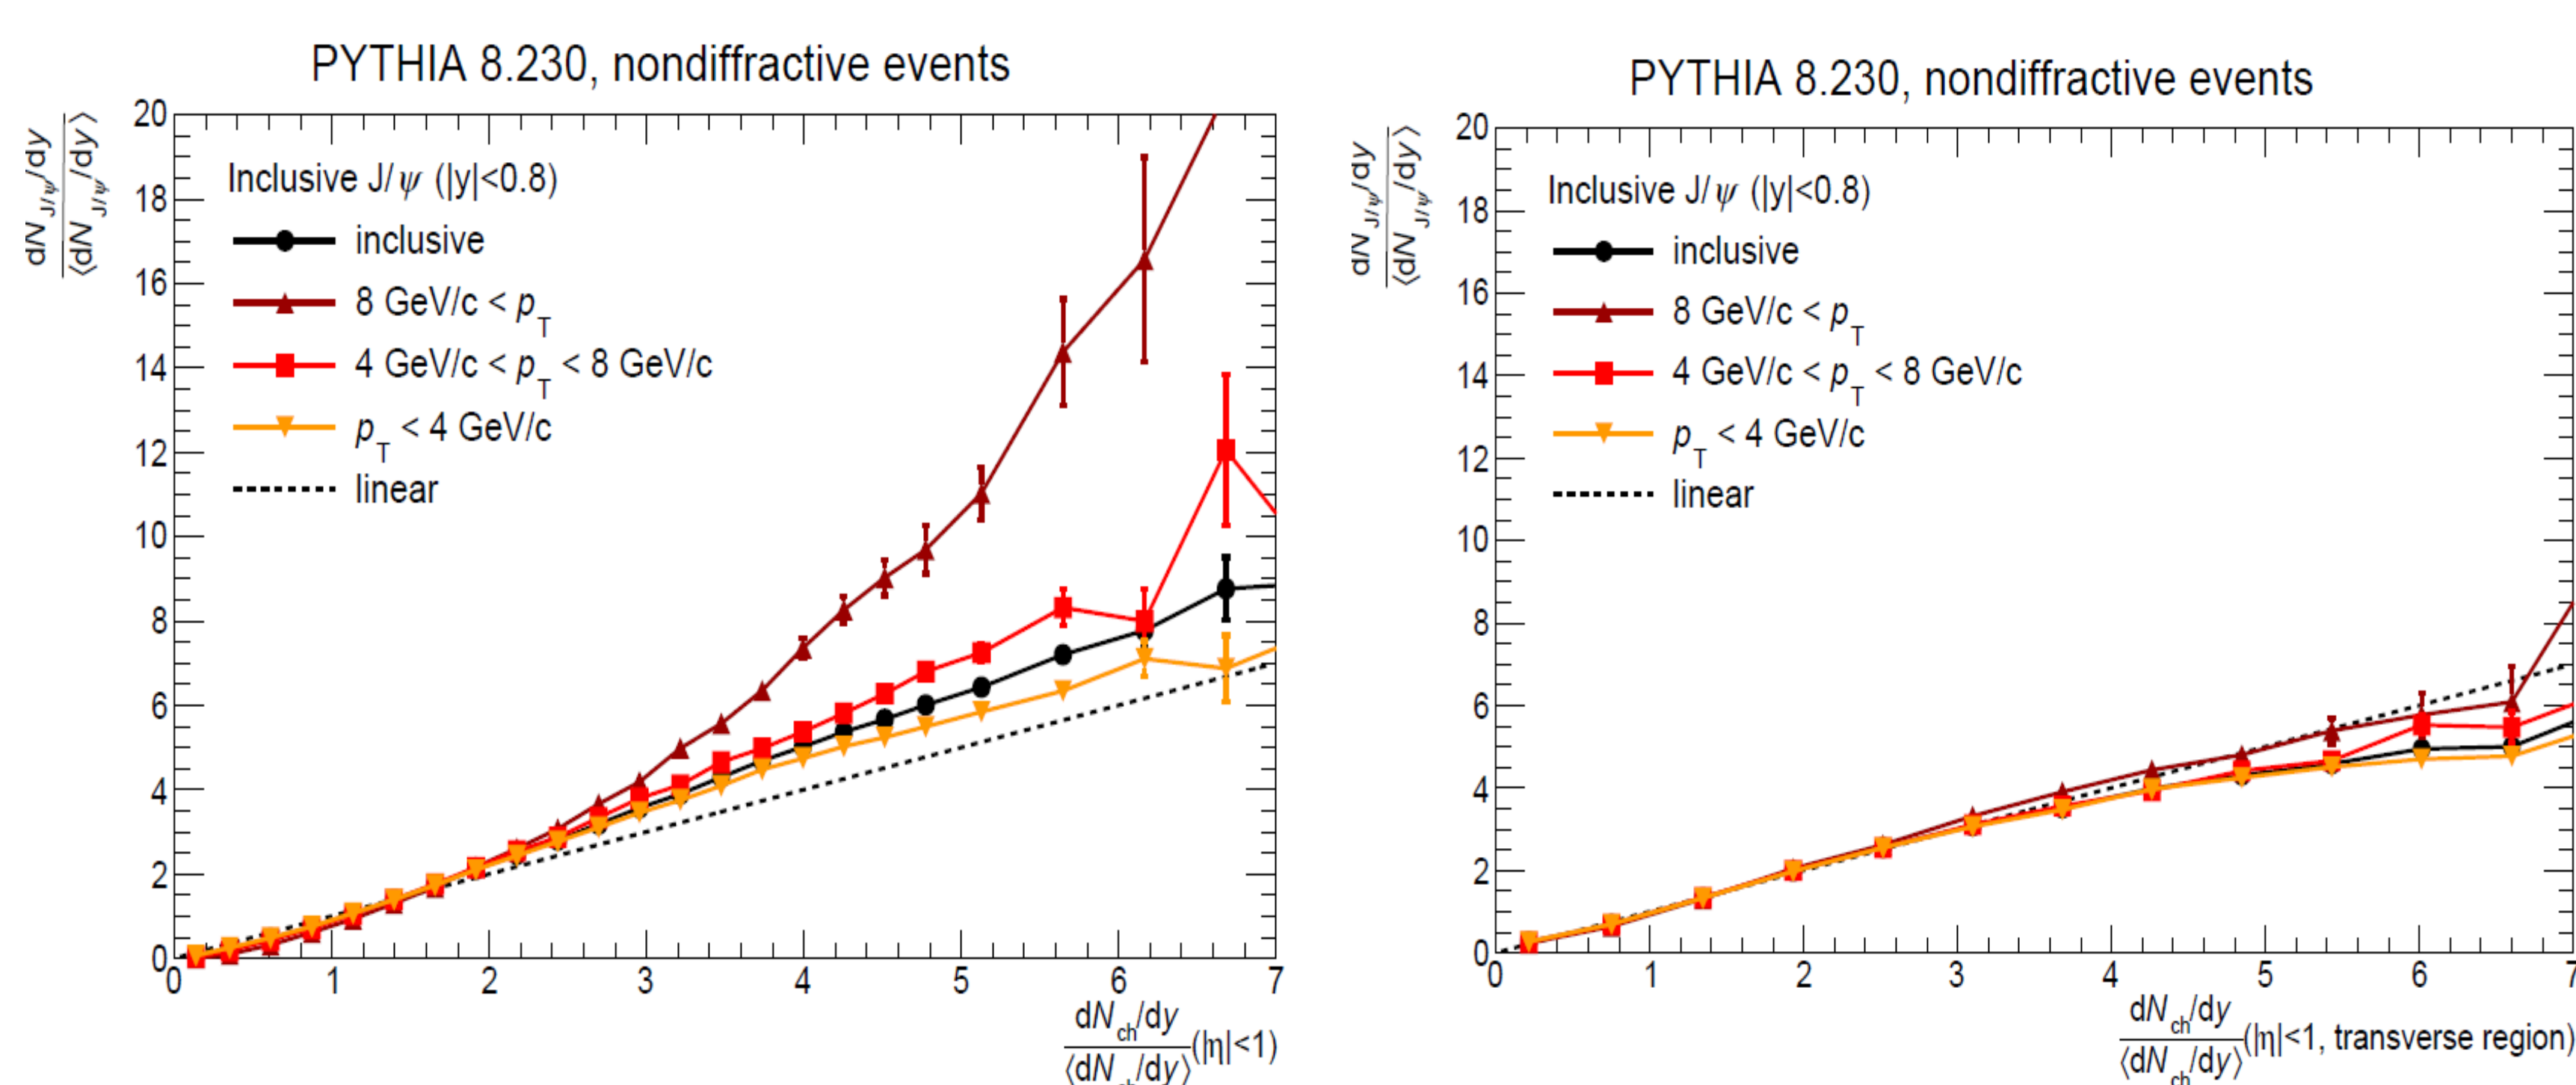 PYTHIA 8.230, nondiffractive events
dN_J/ψ/dy
⟨dN_J/ψ/dy⟩
20
18
16
14
12
10
8
6
4
2
0
Inclusive J/ψ (|y|<0.8)
inclusive
8 GeV/c < p_T
4 GeV/c < p_T < 8 GeV/c
p_T < 4 GeV/c
linear
0 1 2 3 4 5 6 7
dN_ch/dy
⟨dN_ch/dy⟩(|η|<1)
PYTHIA 8.230, nondiffractive events
dN_J/ψ/dy
⟨dN_J/ψ/dy⟩
20
18
16
14
12
10
8
6
4
2
0
Inclusive J/ψ (|y|<0.8)
inclusive
8 GeV/c < p_T
4 GeV/c < p_T < 8 GeV/c
p_T < 4 GeV/c
linear
0 1 2 3 4 5 6 7
dN_ch/dy
⟨dN_ch/dy⟩(|η|<1, transverse region)